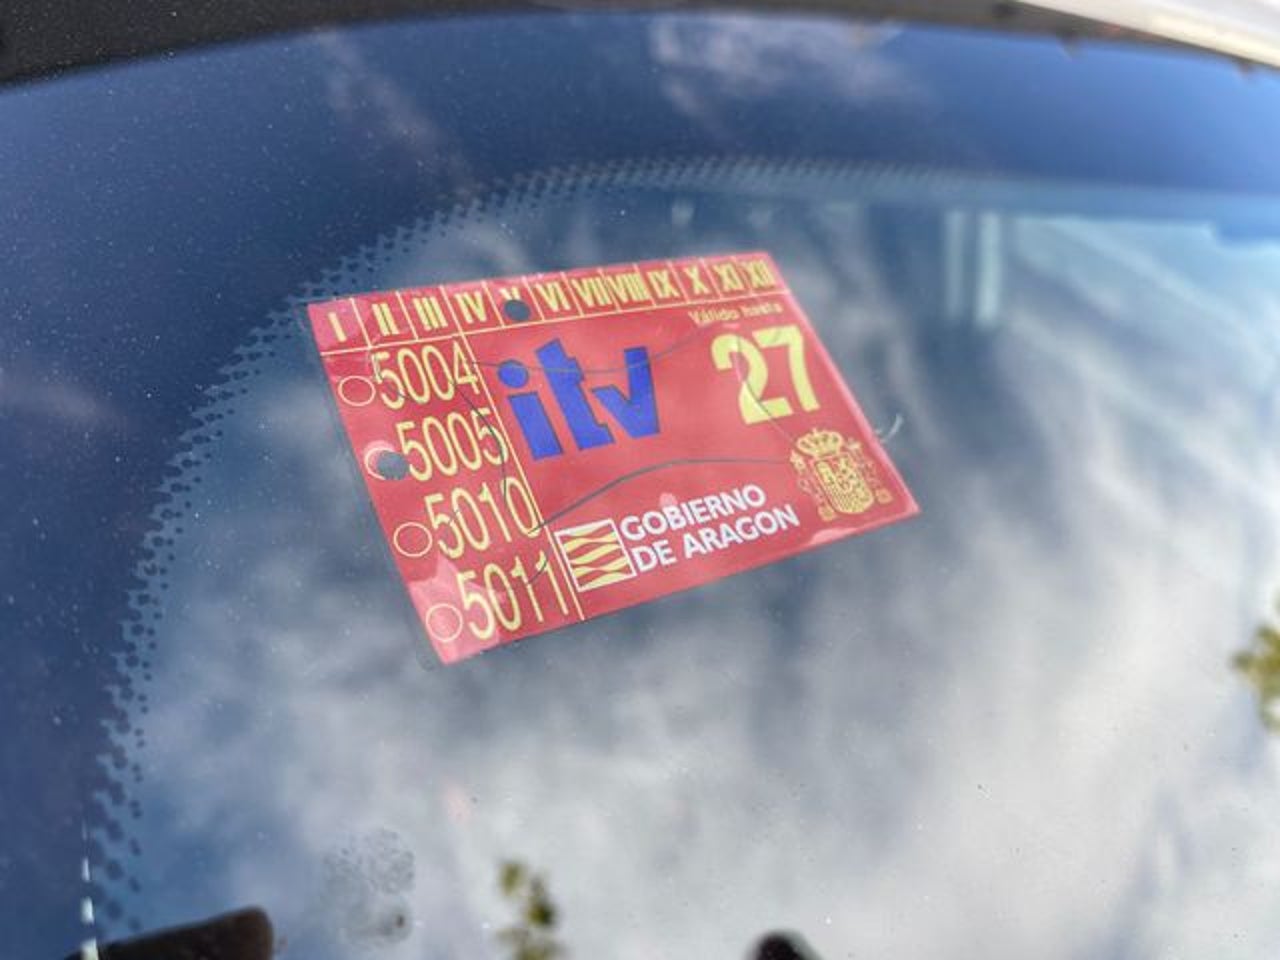 I II III IV V VI VII VIII IX X XI XII
Válido hasta
27
itv
5004
5005
5010
5011
GOBIERNO
DE ARAGON